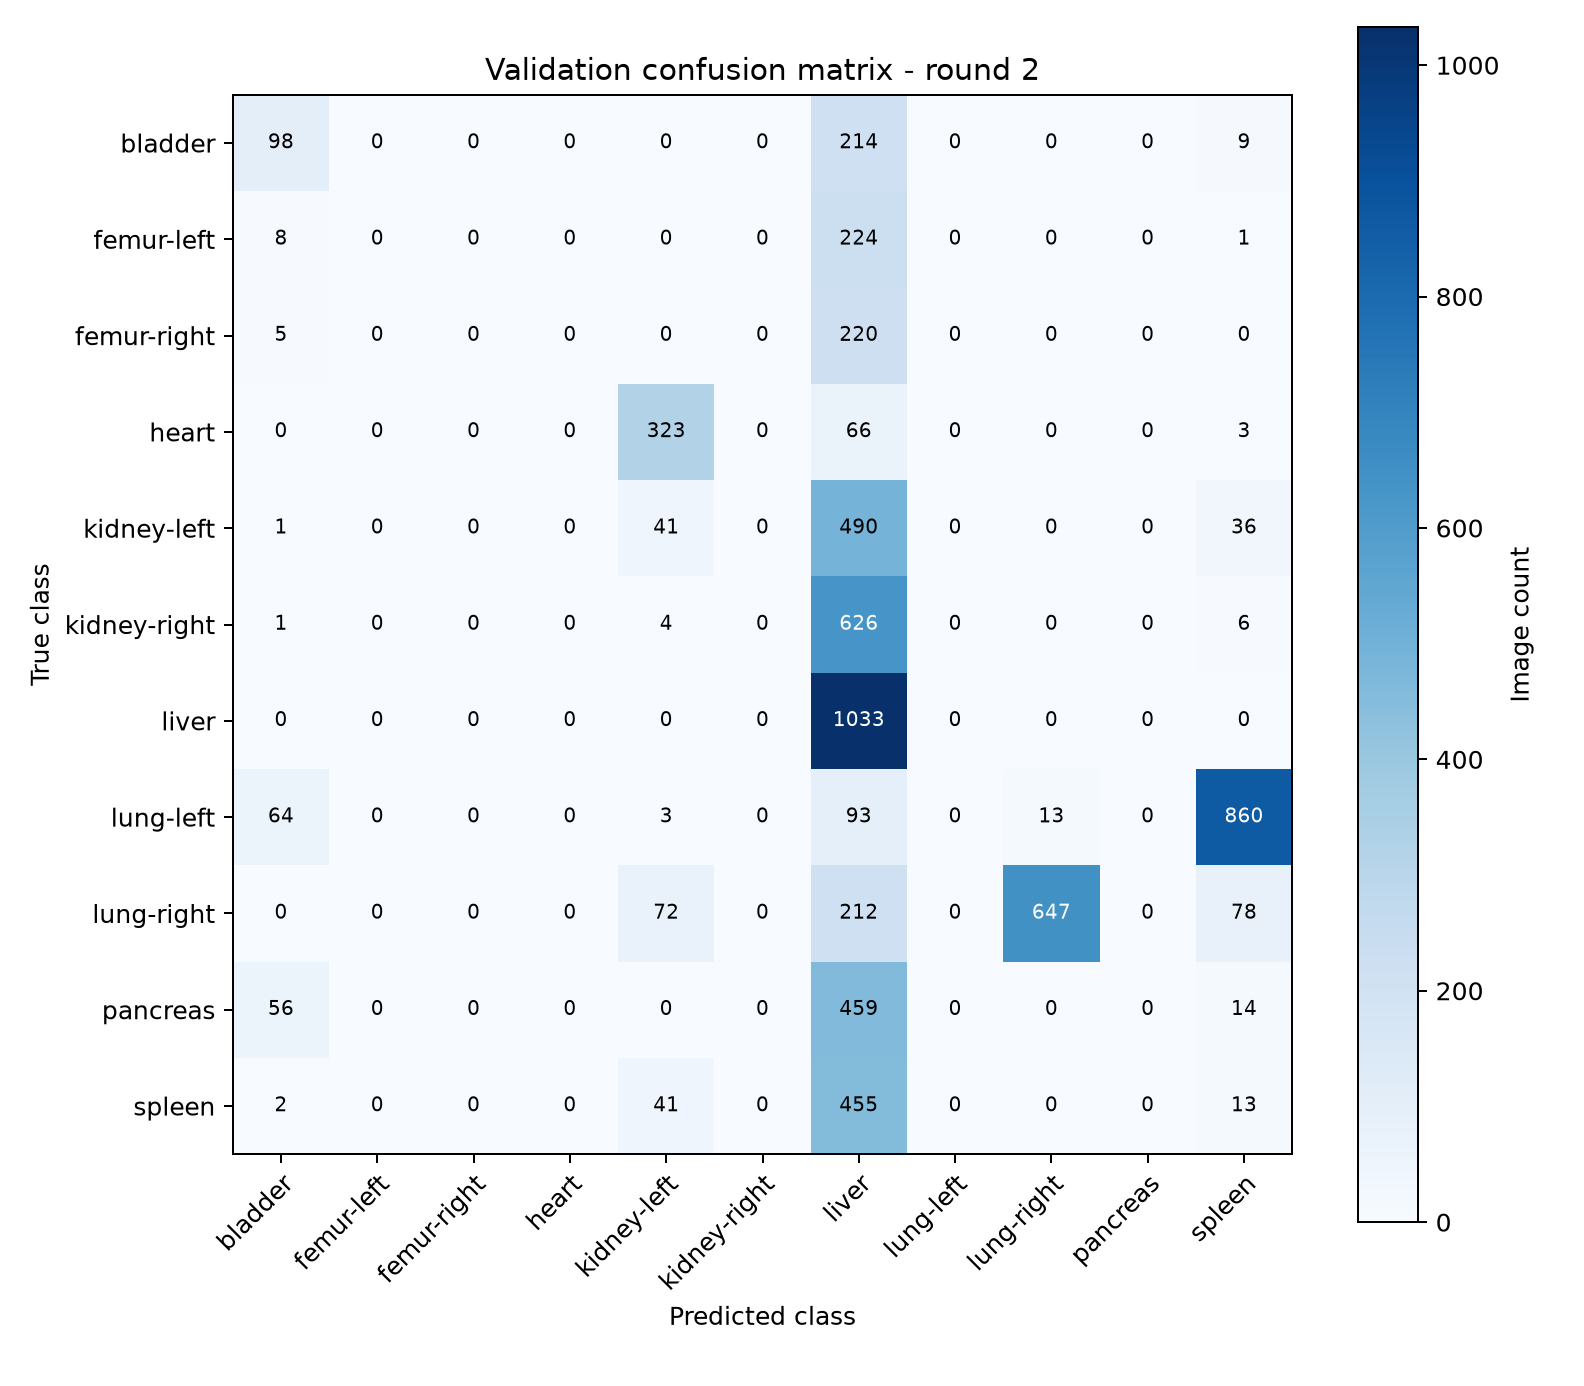 Validation confusion matrix - round 2
True class
bladder 98 0 0 0 0 0 214 0 0 0 9
femur-left 8 0 0 0 0 0 224 0 0 0 1
femur-right 5 0 0 0 0 0 220 0 0 0 0
heart 0 0 0 0 323 0 66 0 0 0 3
kidney-left 1 0 0 0 41 0 490 0 0 0 36
kidney-right 1 0 0 0 4 0 626 0 0 0 6
liver 0 0 0 0 0 0 1033 0 0 0 0
lung-left 64 0 0 0 3 0 93 0 13 0 860
lung-right 0 0 0 0 72 0 212 0 647 0 78
pancreas 56 0 0 0 0 0 459 0 0 0 14
spleen 2 0 0 0 41 0 455 0 0 0 13
bladder femur-left femur-right heart kidney-left kidney-right liver lung-left lung-right pancreas spleen
Predicted class
1000
800
600
400
200
0
Image count